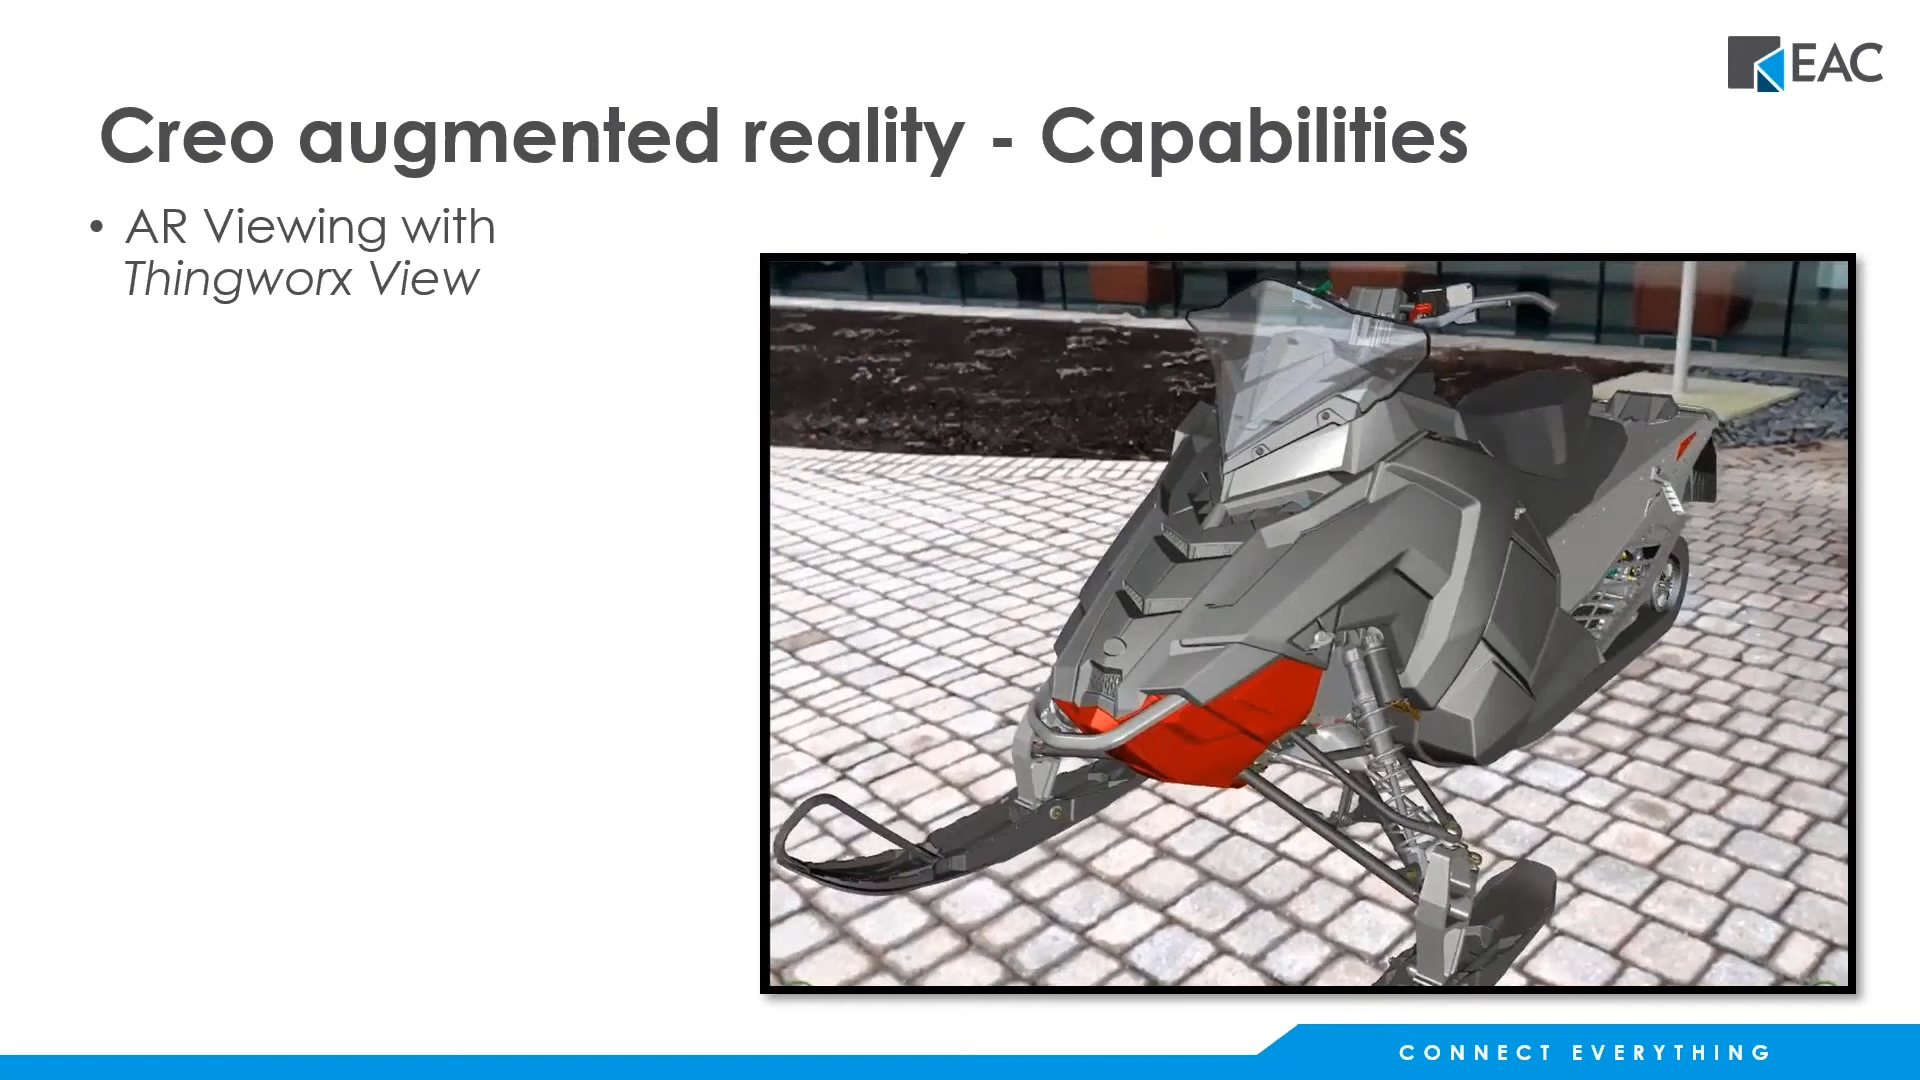 EAC
Creo augmented reality - Capabilities
• AR Viewing with
Thingworx View
CONNECT EVERYTHING